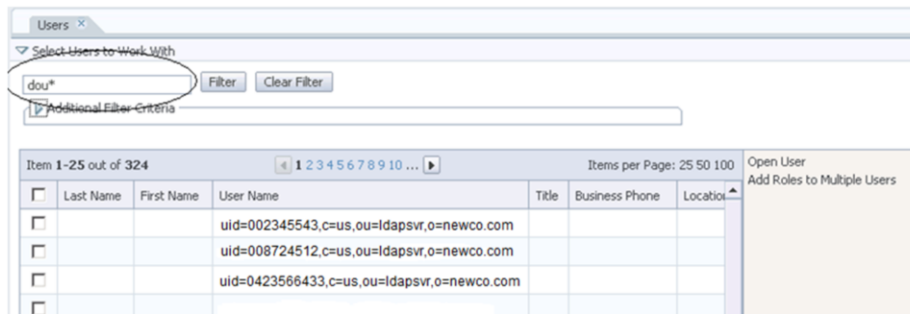 Users
Select Users to Work With
dou* Filter Clear Filter
Additional Filter Criteria
Item 1-25 out of 324 1 2 3 4 5 6 7 8 9 10 ... Items per Page: 25 50 100
Open User
Add Roles to Multiple Users
Last Name First Name User Name Title Business Phone Location
uid=002345543,c=us,ou=ldapsvr,o=newco.com
uid=008724512,c=us,ou=ldapsvr,o=newco.com
uid=0423566433,c=us,ou=ldapsvr,o=newco.com